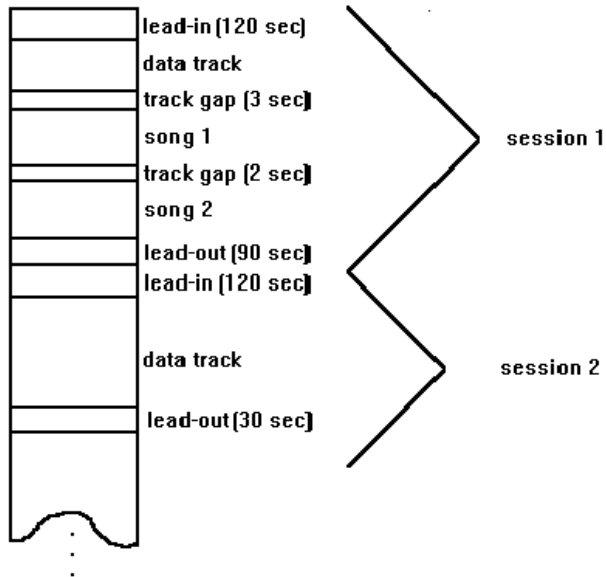 lead-in (120 sec)
data track
track gap (3 sec)
song 1
session 1
track gap (2 sec)
song 2
lead-out (90 sec)
lead-in (120 sec)
data track
session 2
lead-out (30 sec)